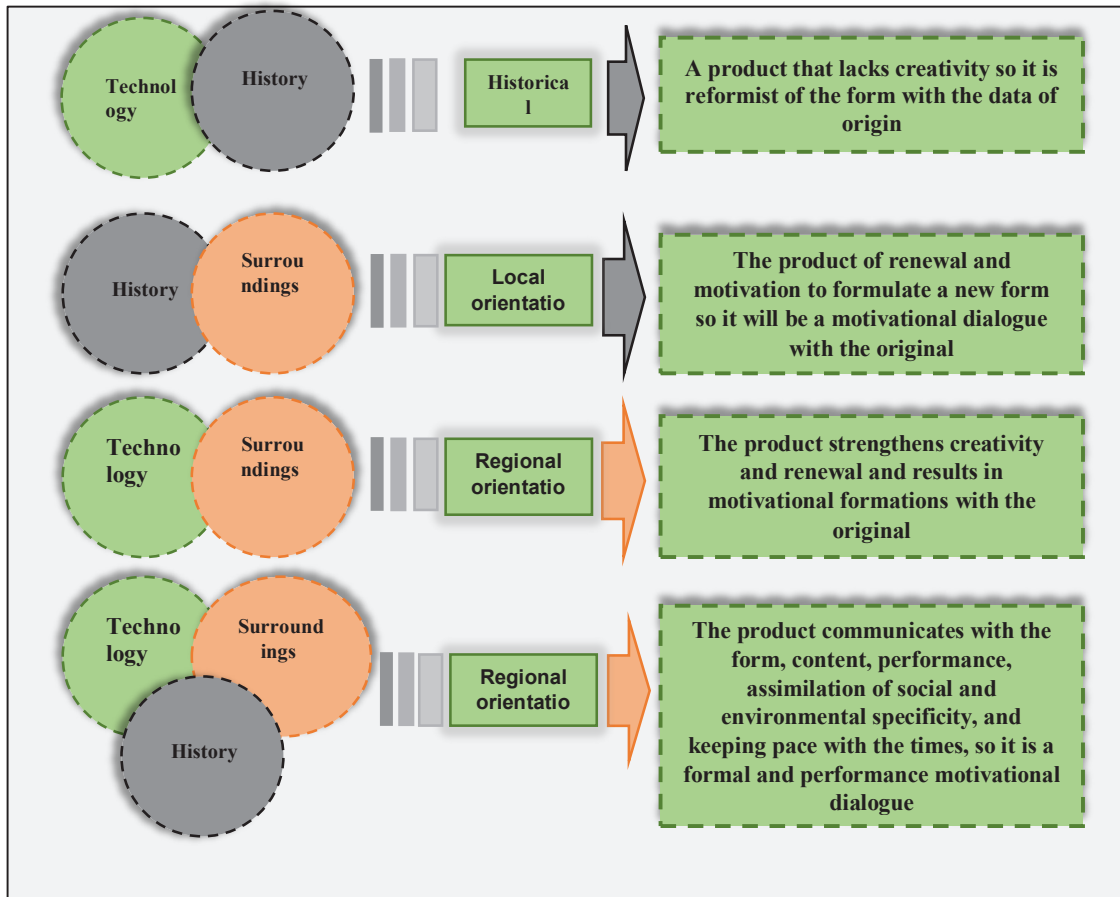 Technol
ogy
History
Historica
l
A product that lacks creativity so it is
reformist of the form with the data of
origin
History
Surrou
ndings
Local
orientatio
The product of renewal and
motivation to formulate a new form
so it will be a motivational dialogue
with the original
Techno
logy
Surrou
ndings
Regional
orientatio
The product strengthens creativity
and renewal and results in
motivational formations with the
original
Techno
logy
Surround
ings
History
Regional
orientatio
The product communicates with the
form, content, performance,
assimilation of social and
environmental specificity, and
keeping pace with the times, so it is a
formal and performance motivational
dialogue